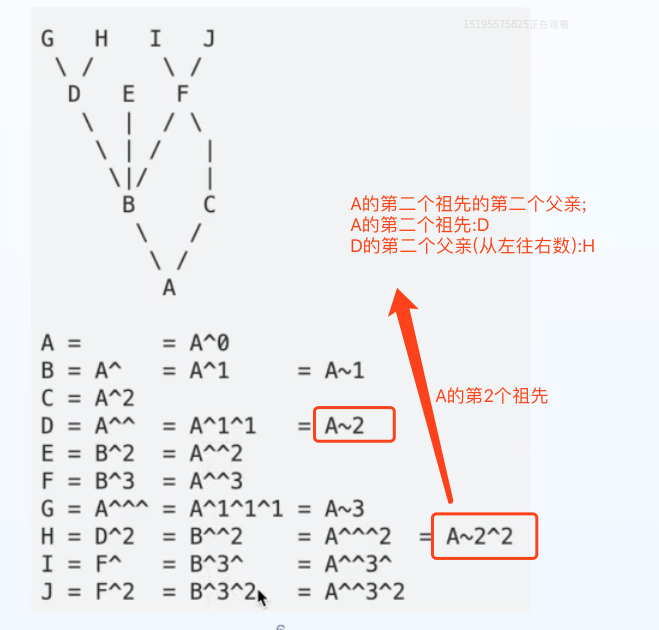 15195575825正在观看
G H I J
\ / \ /
D E F
\ | / \
\ | / |
\|/ |
B C
\ /
\ /
A
A的第二个祖先的第二个父亲;
A的第二个祖先:D
D的第二个父亲(从左往右数):H
A的第2个祖先
A = = A^0
B = A^ = A^1 = A~1
C = A^2
D = A^^ = A^1^1 = A~2
E = B^2 = A^^2
F = B^3 = A^^3
G = A^^^ = A^1^1^1 = A~3
H = D^2 = B^^2 = A^^^2 = A~2^2
I = F^ = B^3^ = A^^3^
J = F^2 = B^3^2 = A^^3^2